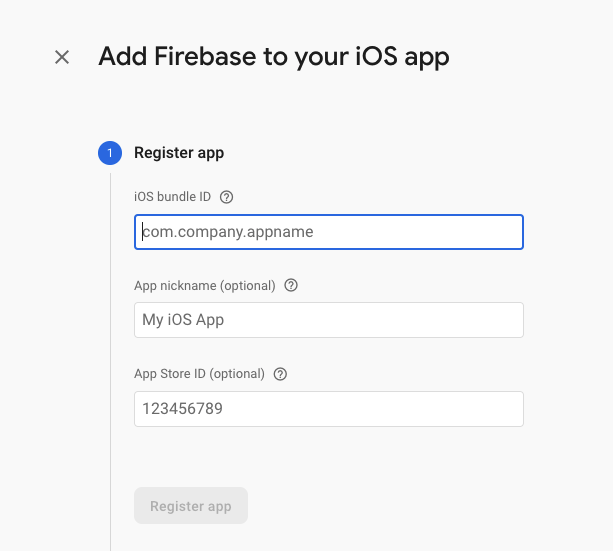 Add Firebase to your iOS app
1 Register app
iOS bundle ID ?
com.company.appname
App nickname (optional) ?
My iOS App
App Store ID (optional) ?
123456789
Register app